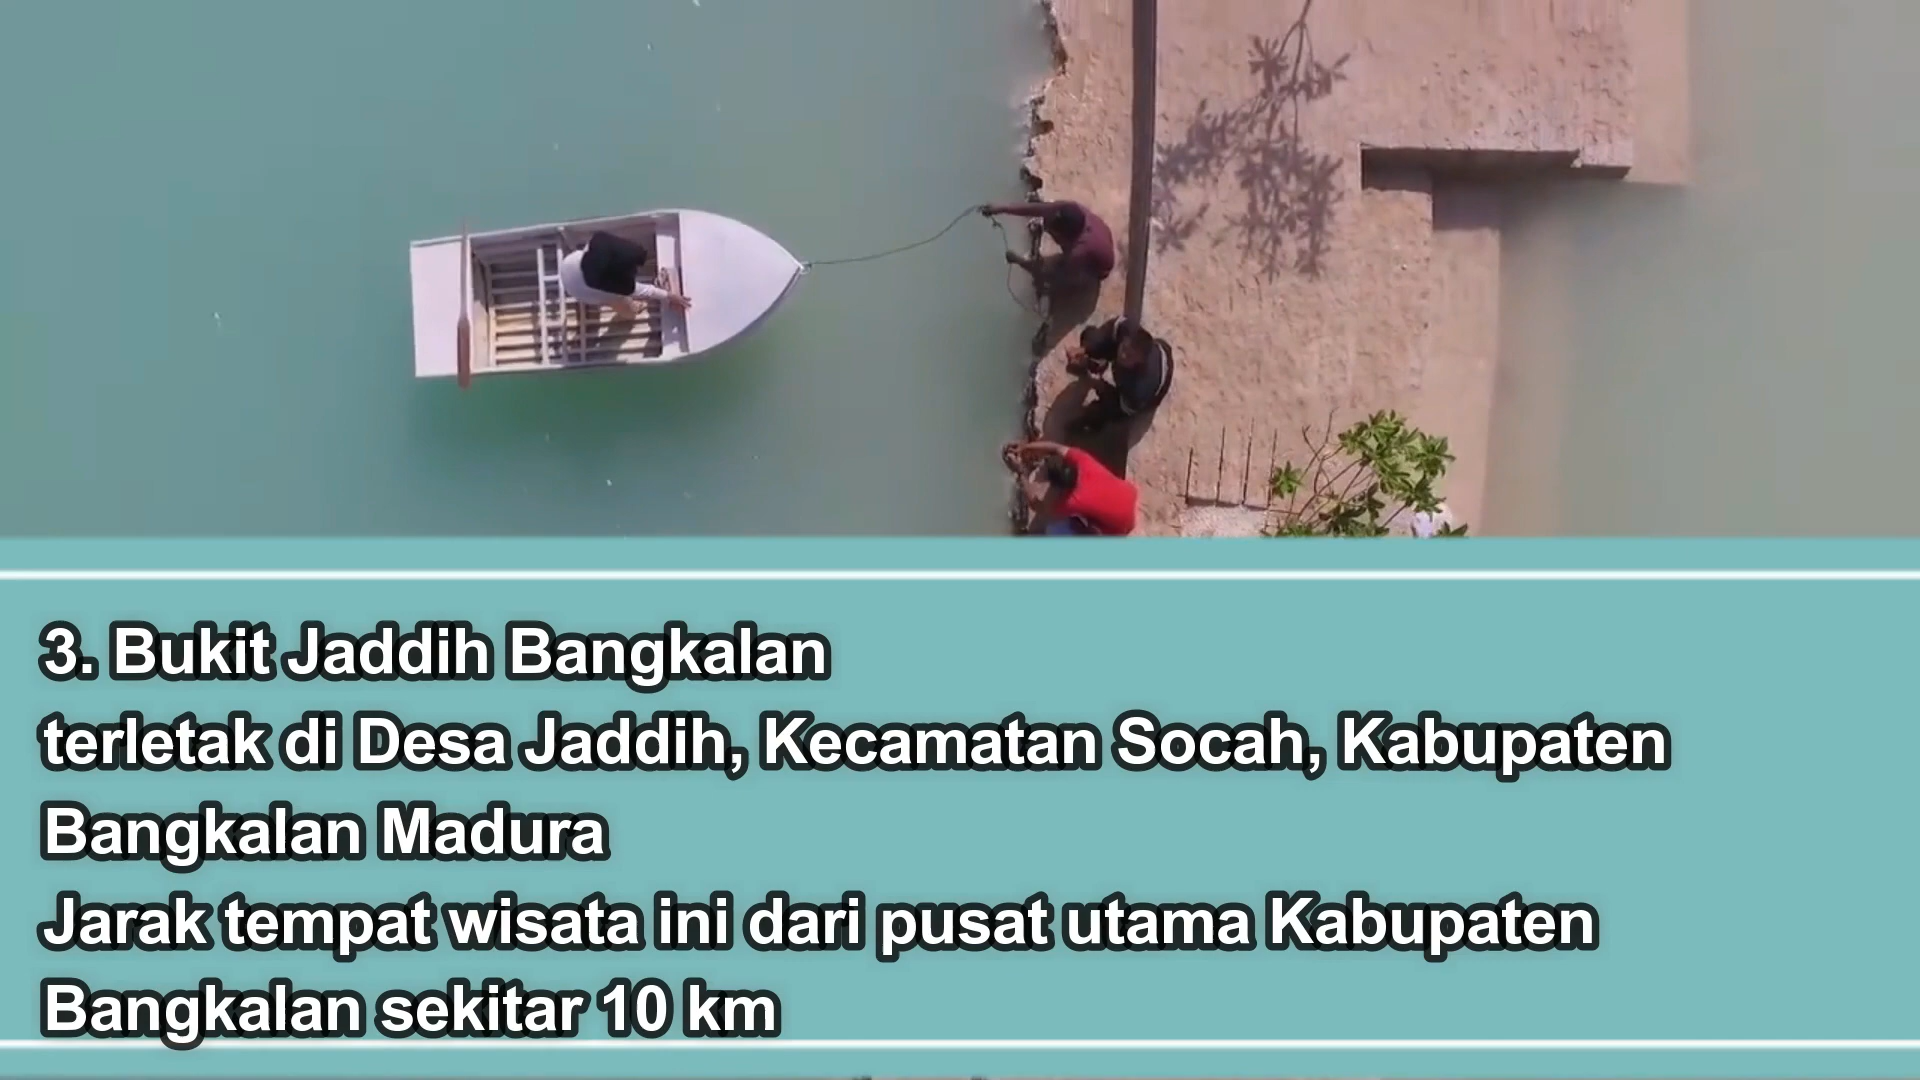 3. Bukit Jaddih Bangkalan
terletak di Desa Jaddih, Kecamatan Socah, Kabupaten
Bangkalan Madura
Jarak tempat wisata ini dari pusat utama Kabupaten
Bangkalan sekitar 10 km